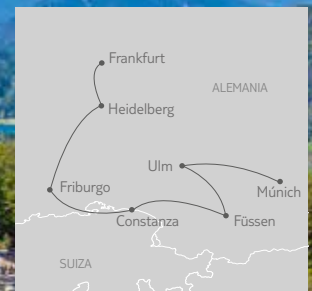 Frankfurt
ALEMANIA
Heidelberg
Ulm
Friburgo
Múnich
Constanza
Füssen
SUIZA